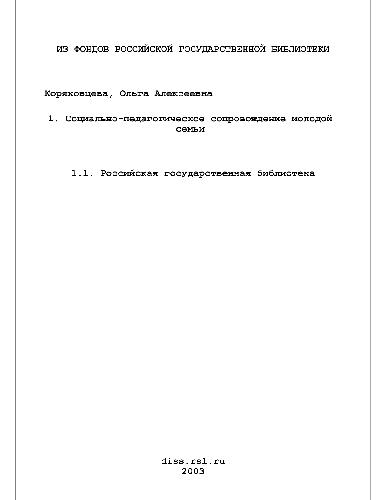 ИЗ ФОНДОВ РОССИЙСКОЙ ГОСУДАРСТВЕННОЙ БИБЛИОТЕКИ
Коряковцева, Ольга Алексеевна
1. Социально-педагогическое сопровождение молодой
семьи
1.1. Российская государственная библиотека
diss.rsl.ru
2003